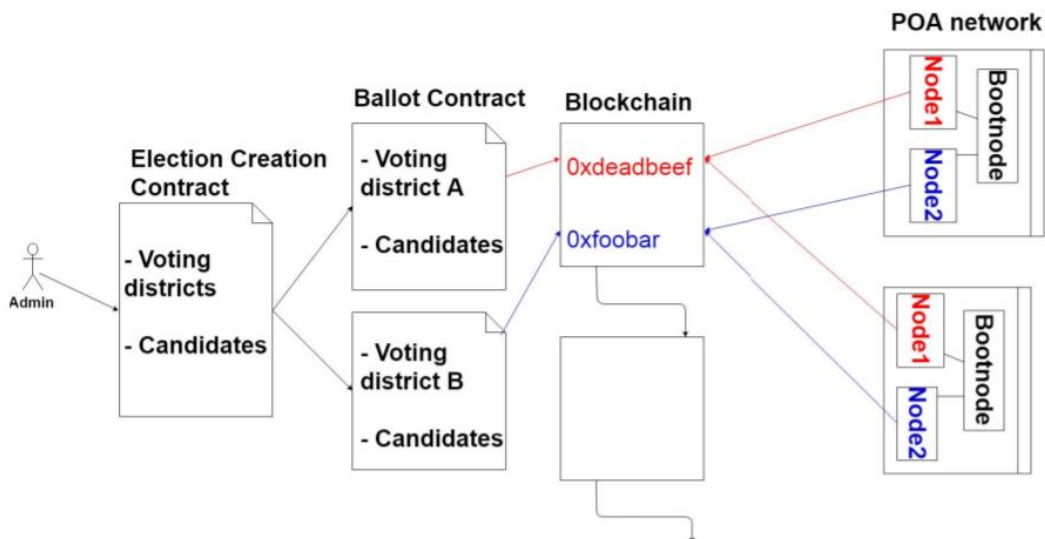 POA network
Node1
Bootnode
Node2
Ballot Contract
Blockchain
Election Creation
Contract
- Voting
district A
- Candidates
0xdeadbeef
0xfoobar
- Voting
districts
- Candidates
Admin
- Voting
district B
- Candidates
Node1
Bootnode
Node2